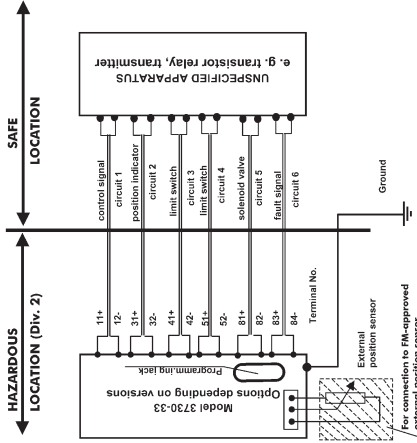 SAFE
LOCATION
HAZARDOUS
LOCATION (Div. 2)
UNSPECIFIED APPARATUS
e. g. transistor relay, transmitter
control signal
circuit 1
position indicator
circuit 2
limit switch
circuit 3
limit switch
circuit 4
solenoid valve
circuit 5
fault signal
circuit 6
Ground
11+
12-
31+
32-
41+
42-
51+
52-
81+
82-
83+
84-
Terminal No.
Model 3730-33
Options depending on versions
Programm.ing jack
External
position sensor
For connection to FM-approved
external position sensor